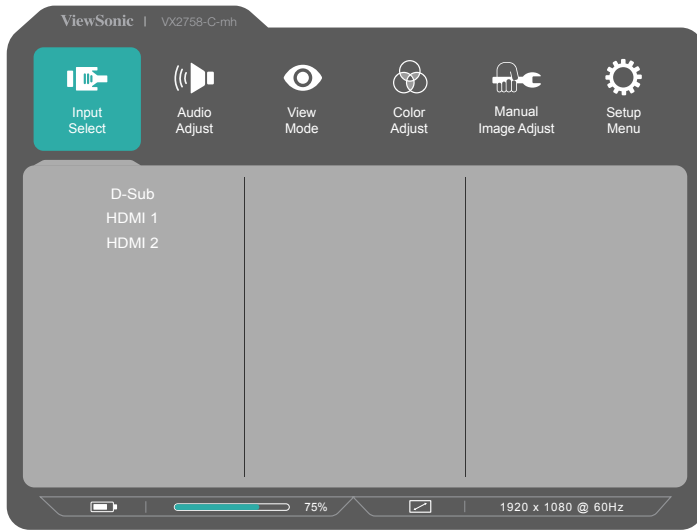 ViewSonic | VX2758-C-mh
Input
Select
Audio
Adjust
View
Mode
Color
Adjust
Manual
Image Adjust
Setup
Menu
D-Sub
HDMI 1
HDMI 2
75%
1920 x 1080 @ 60Hz